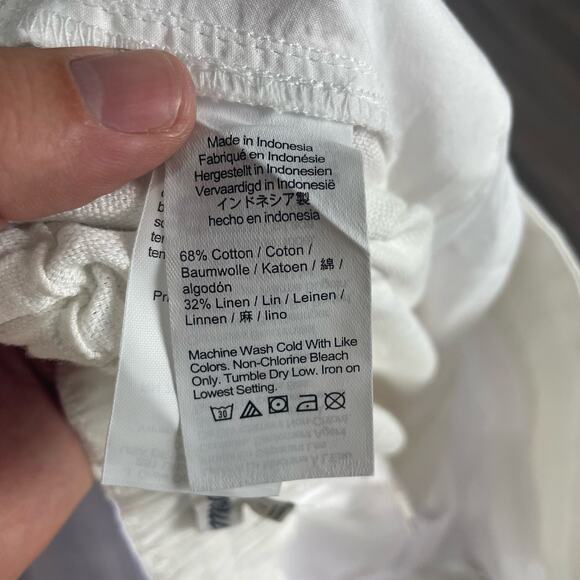 Made in Indonesia
Fabriqué en Indonésie
Hergestellt in Indonesien
Vervaardigd in Indonesië
インドネシア製
hecho en indonesia
68% Cotton / Coton /
Baumwolle / Katoen / 綿 /
algodón
32% Linen / Lin / Leinen /
Linnen / 麻 / lino
Machine Wash Cold With Like
Colors. Non-Chlorine Bleach
Only. Tumble Dry Low. Iron on
Lowest Setting.
30